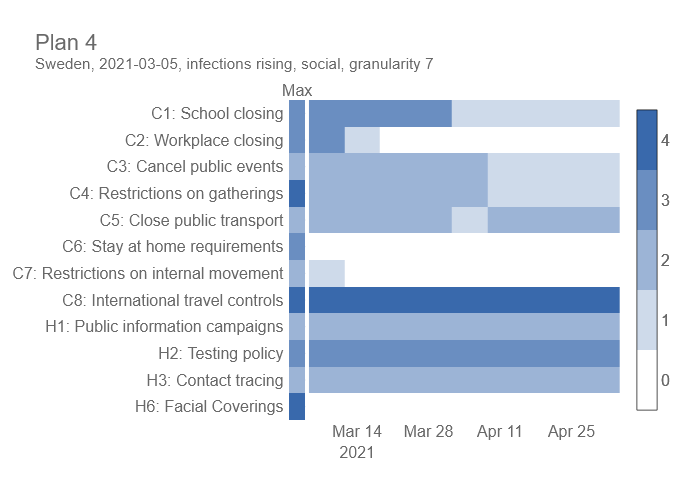 Plan 4
Sweden, 2021-03-05, infections rising, social, granularity 7
Max
C1: School closing
C2: Workplace closing
C3: Cancel public events
C4: Restrictions on gatherings
C5: Close public transport
C6: Stay at home requirements
C7: Restrictions on internal movement
C8: International travel controls
H1: Public information campaigns
H2: Testing policy
H3: Contact tracing
H6: Facial Coverings
4
3
2
1
0
Mar 14 Mar 28 Apr 11 Apr 25
2021